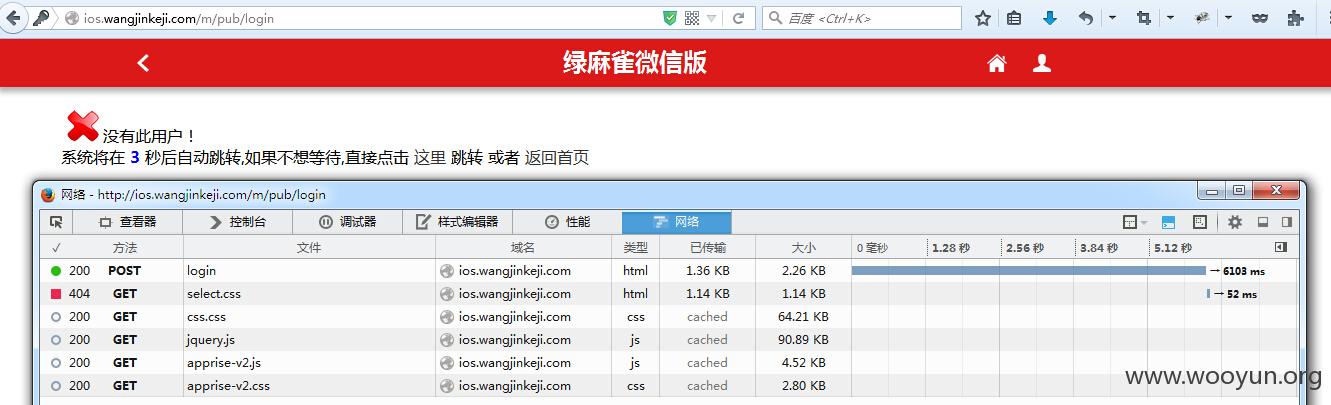 ios.wangjinkeji.com/m/pub/login
百度 <Ctrl+K>
绿麻雀微信版
没有此用户！
系统将在 3 秒后自动跳转,如果不想等待,直接点击 这里 跳转 或者 返回首页
网络 - http://ios.wangjinkeji.com/m/pub/login
查看器 控制台 调试器 样式编辑器 性能 网络
✓ 方法 文件 域名 类型 已传输 大小 0 毫秒 1.28 秒 2.56 秒 3.84 秒 5.12 秒
200 POST login ios.wangjinkeji.com html 1.36 KB 2.26 KB → 6103 ms
404 GET select.css ios.wangjinkeji.com html 1.14 KB 1.14 KB → 52 ms
200 GET css.css ios.wangjinkeji.com css cached 64.21 KB
200 GET jquery.js ios.wangjinkeji.com js cached 90.89 KB
200 GET apprise-v2.js ios.wangjinkeji.com js cached 4.52 KB
200 GET apprise-v2.css ios.wangjinkeji.com css cached 2.80 KB
www.wooyun.org